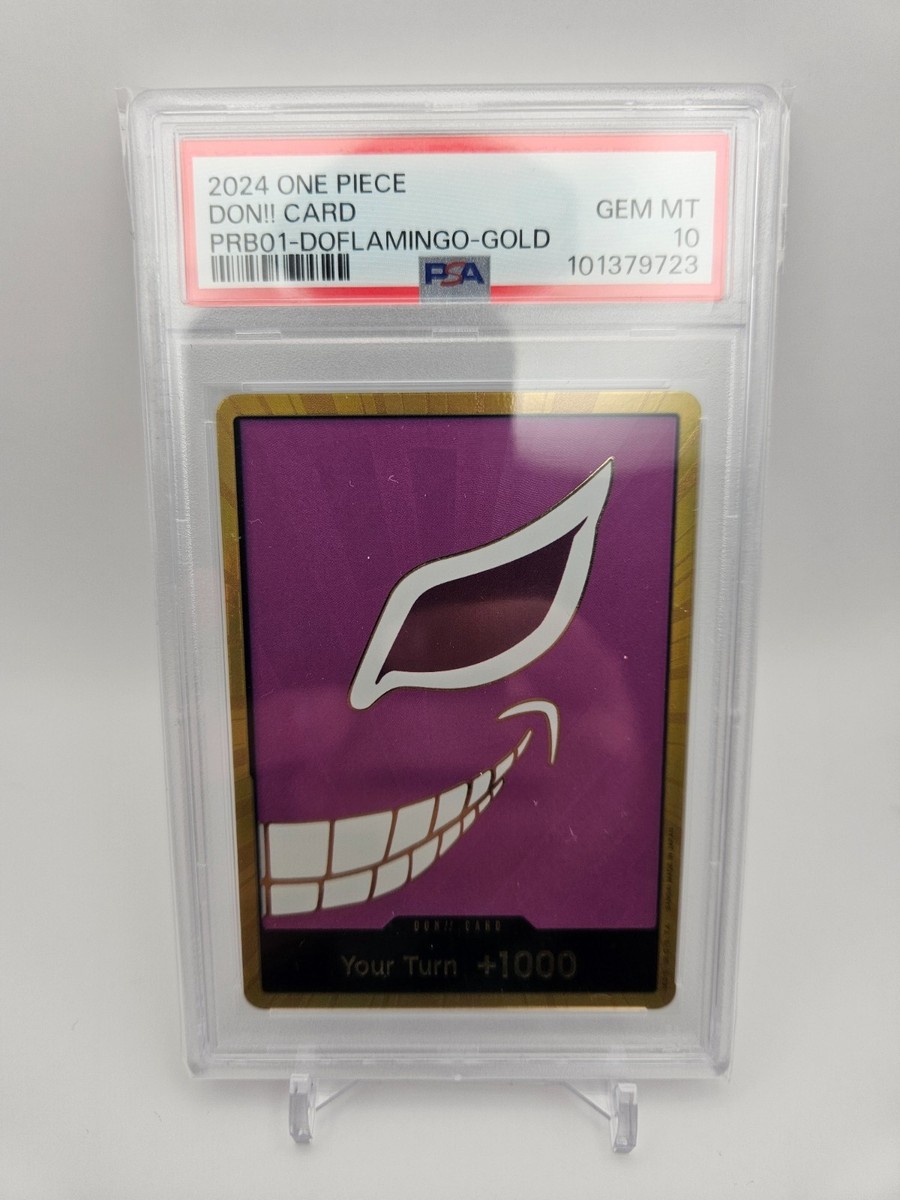 2024 ONE PIECE
DON!! CARD
GEM MT
PRB01-DOFLAMINGO-GOLD
10
PSA
101379723
DON!! CARD
Your Turn +1000